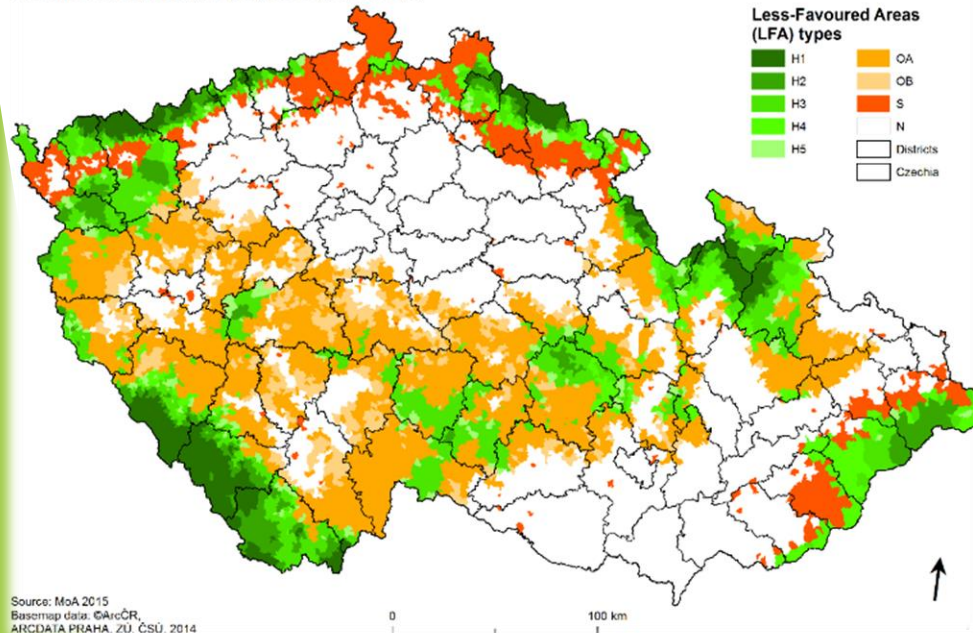 Less-Favoured Areas
(LFA) types
H1
H2
H3
H4
H5
OA
OB
S
N
Districts
Czechia
Source: MoA 2015
Basemap data: ©ArcČR,
ARCDATA PRAHA, ZÚ, ČSÚ, 2014
0 100 km